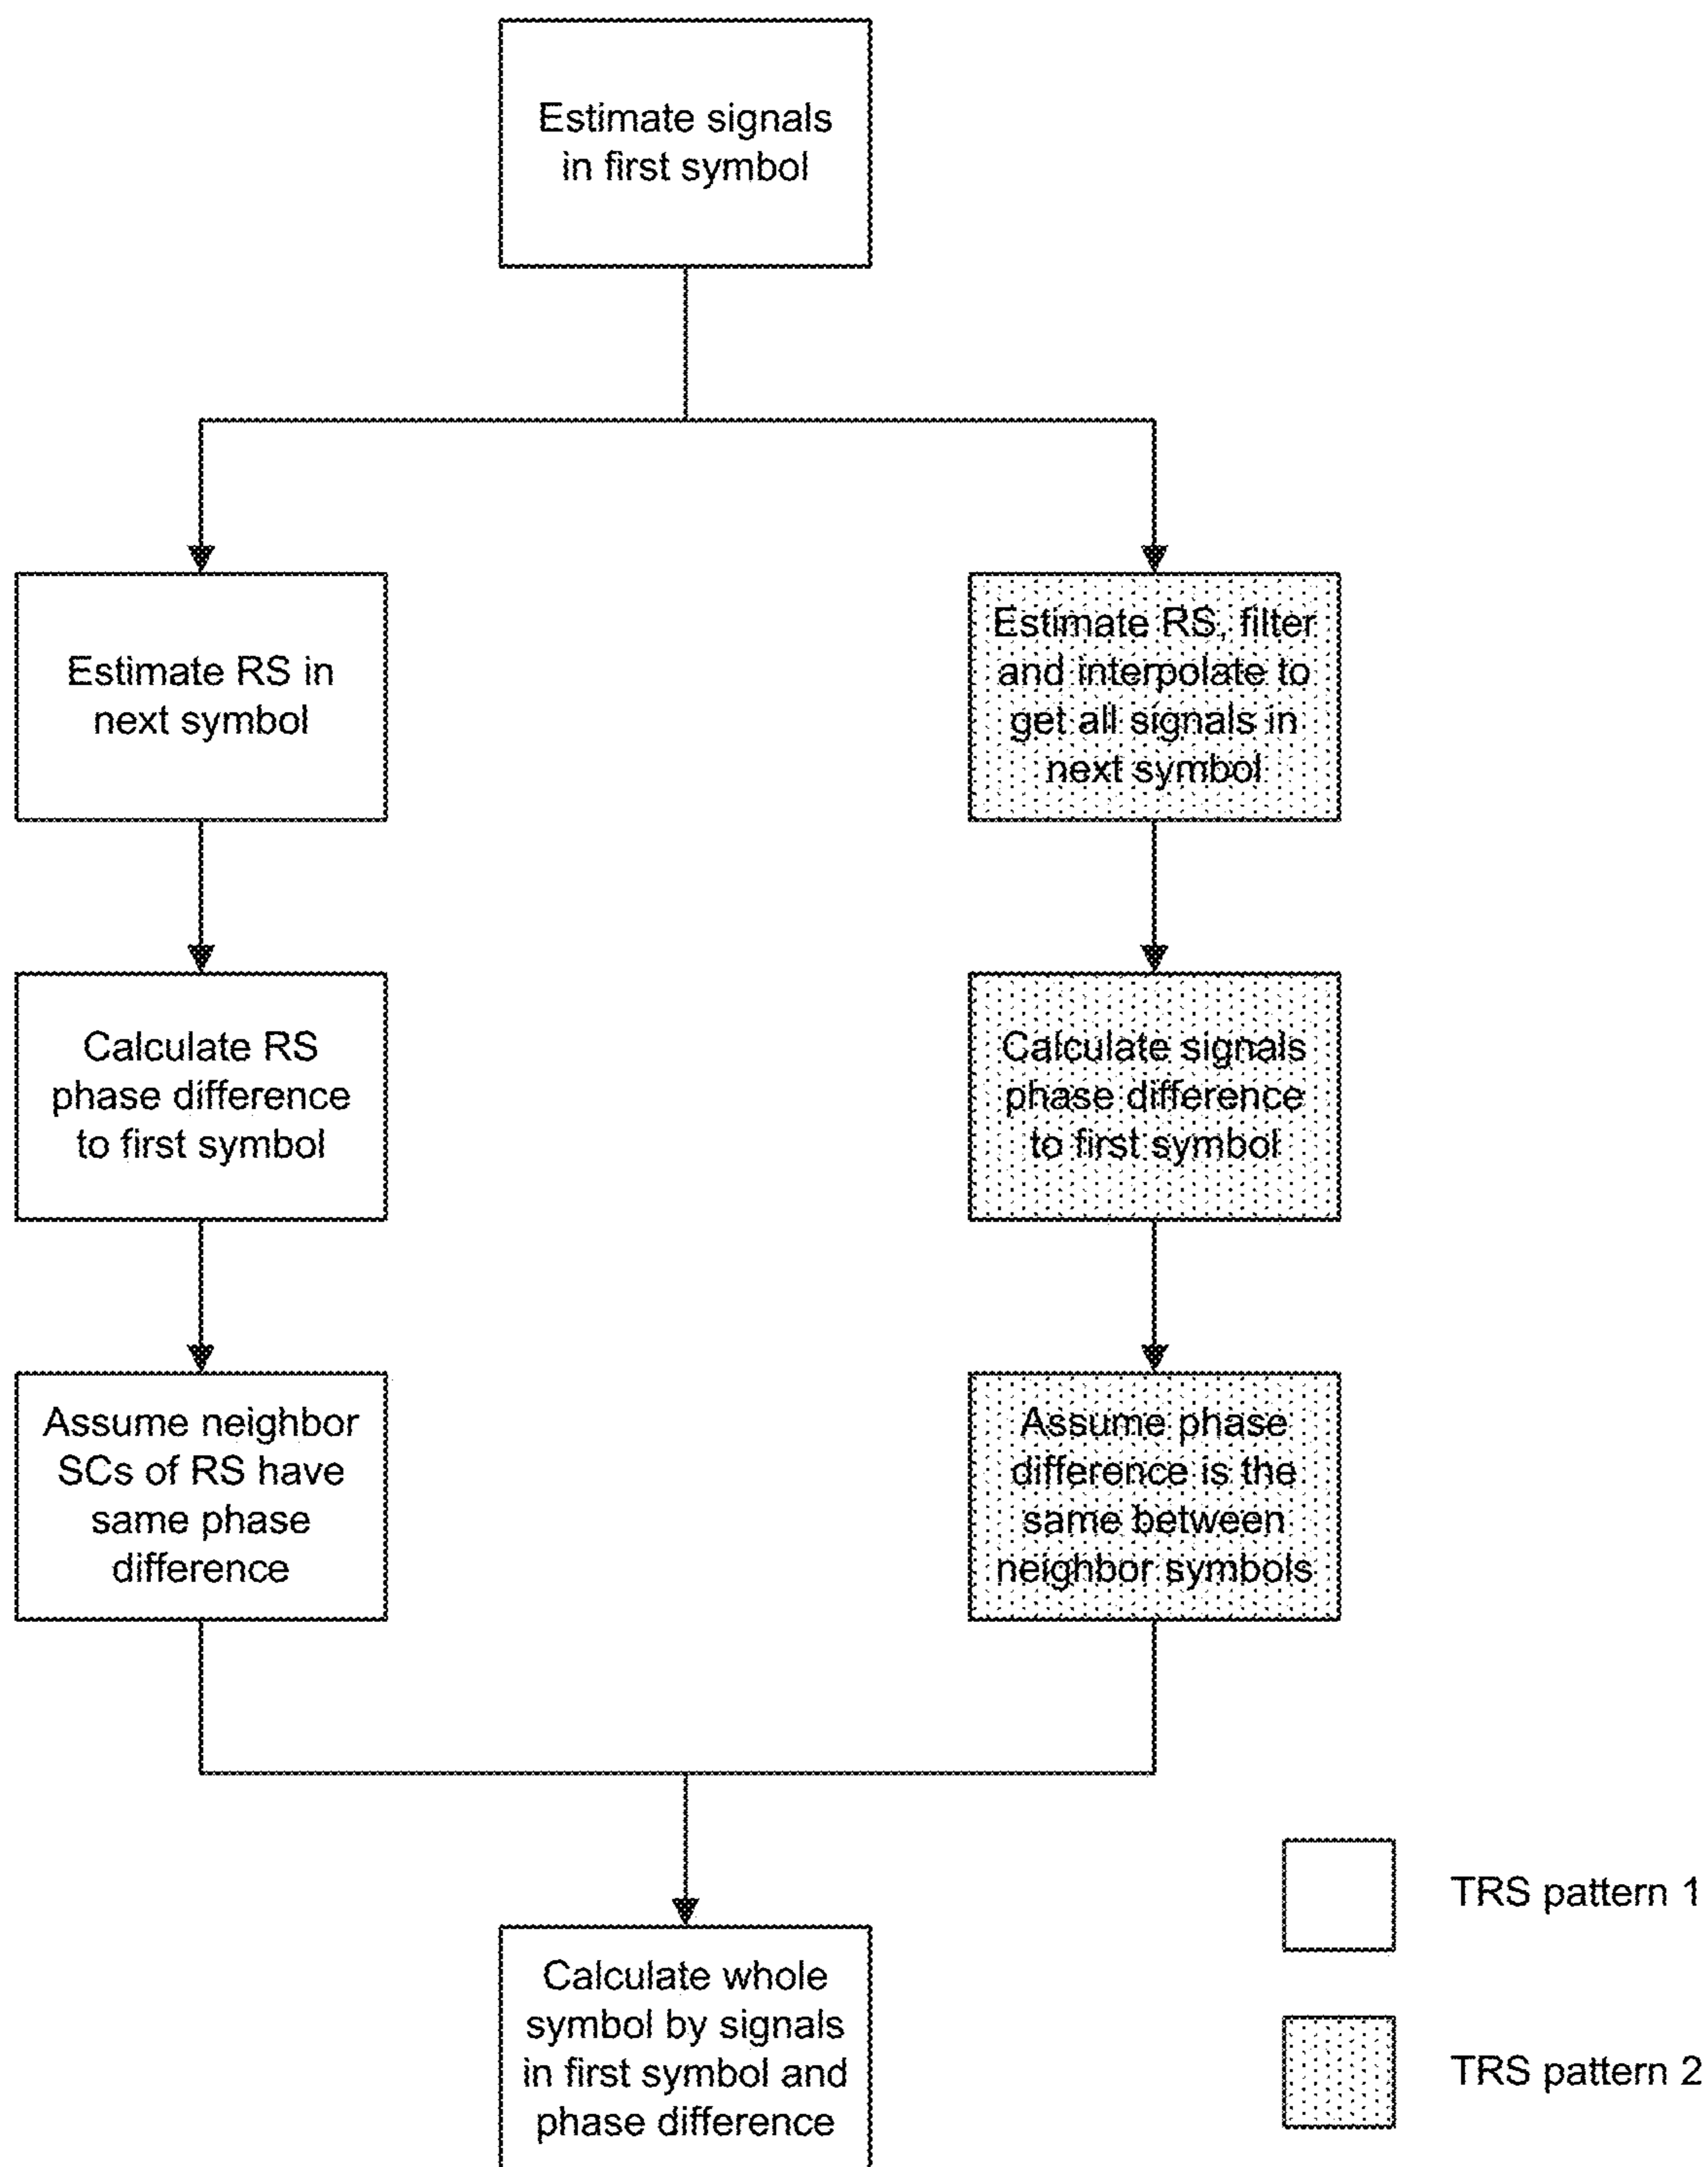 Estimate signals
in first symbol
Estimate RS in
next symbol
Estimate RS, filter
and interpolate to
get all signals in
next symbol
Calculate RS
phase difference
to first symbol
Calculate signals
phase difference
to first symbol
Assume neighbor
SCs of RS have
same phase
difference
Assume phase
difference is the
same between
neighbor symbols
Calculate whole
symbol by signals
in first symbol and
phase difference
TRS pattern 1
TRS pattern 2